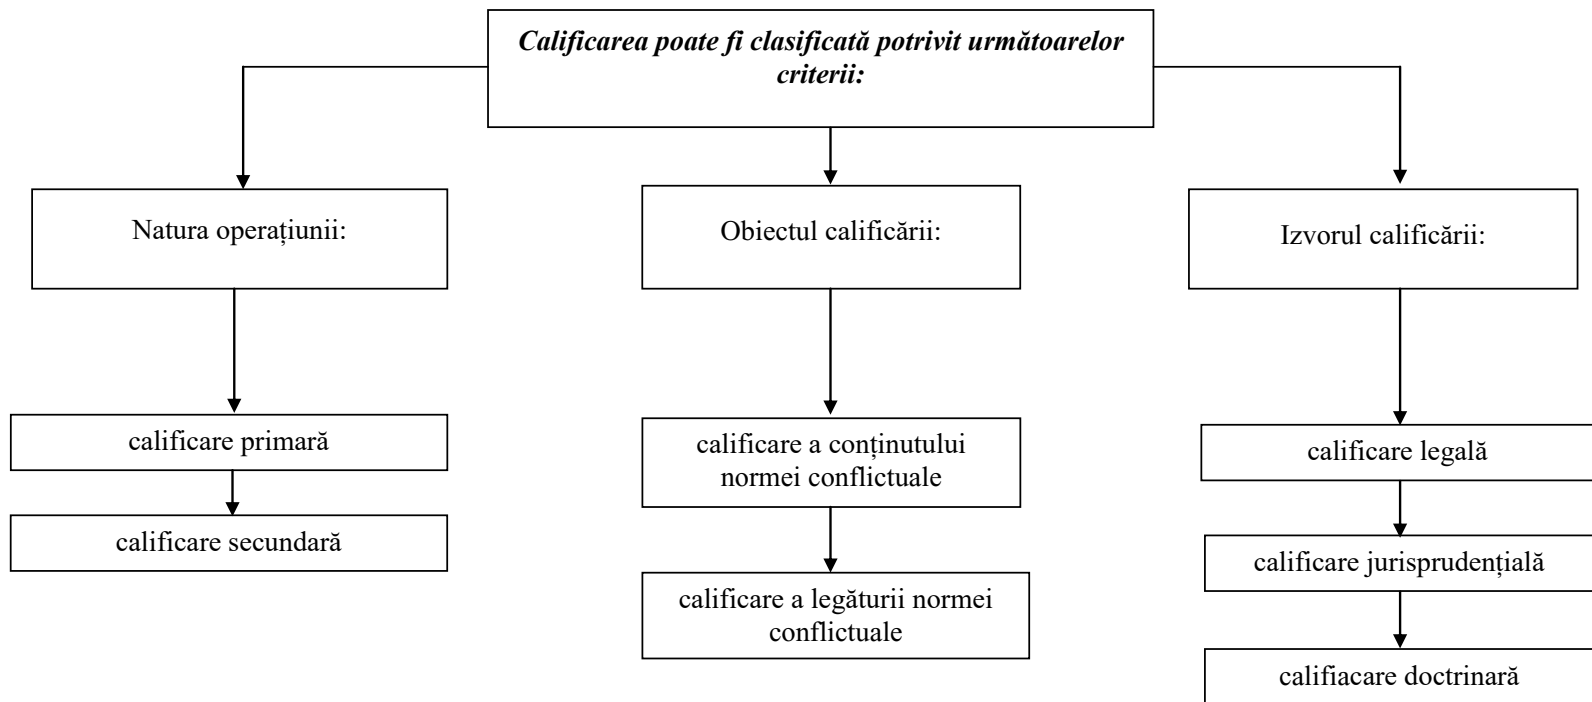 Calificarea poate fi clasificată potrivit următoarelor
criterii:
Natura operațiunii:
Obiectul calificării:
Izvorul calificării:
calificare primară
calificare secundară
calificare a conținutului
normei conflictuale
calificare a legăturii normei
conflictuale
calificare legală
calificare jurisprudențială
califiacare doctrinară